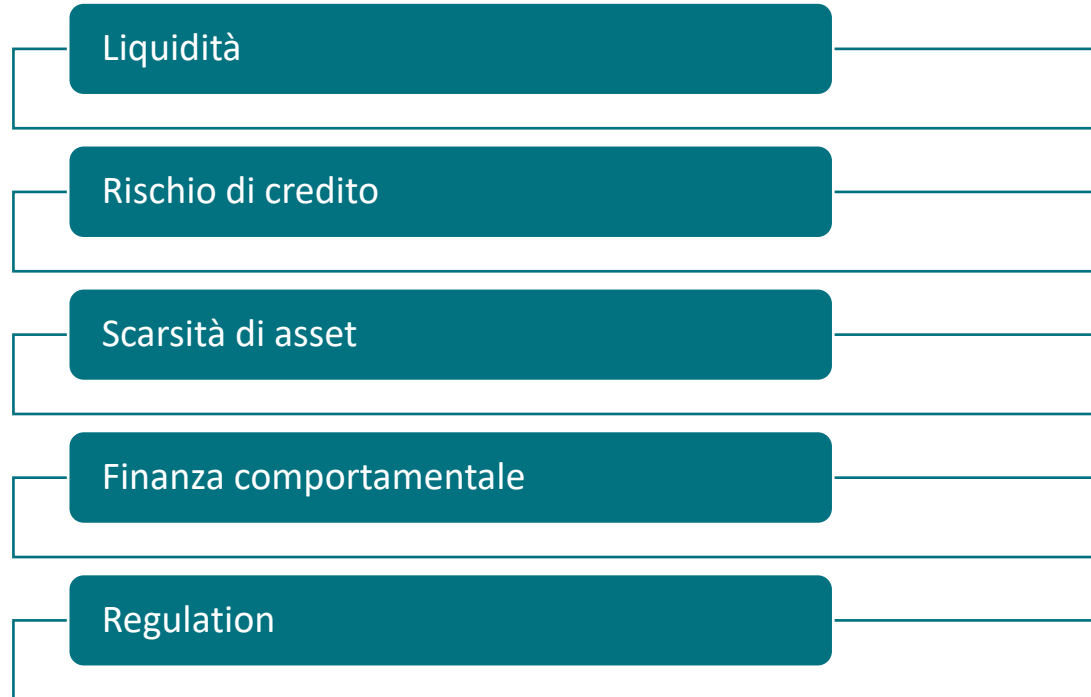 Liquidità
Rischio di credito
Scarsità di asset
Finanza comportamentale
Regulation